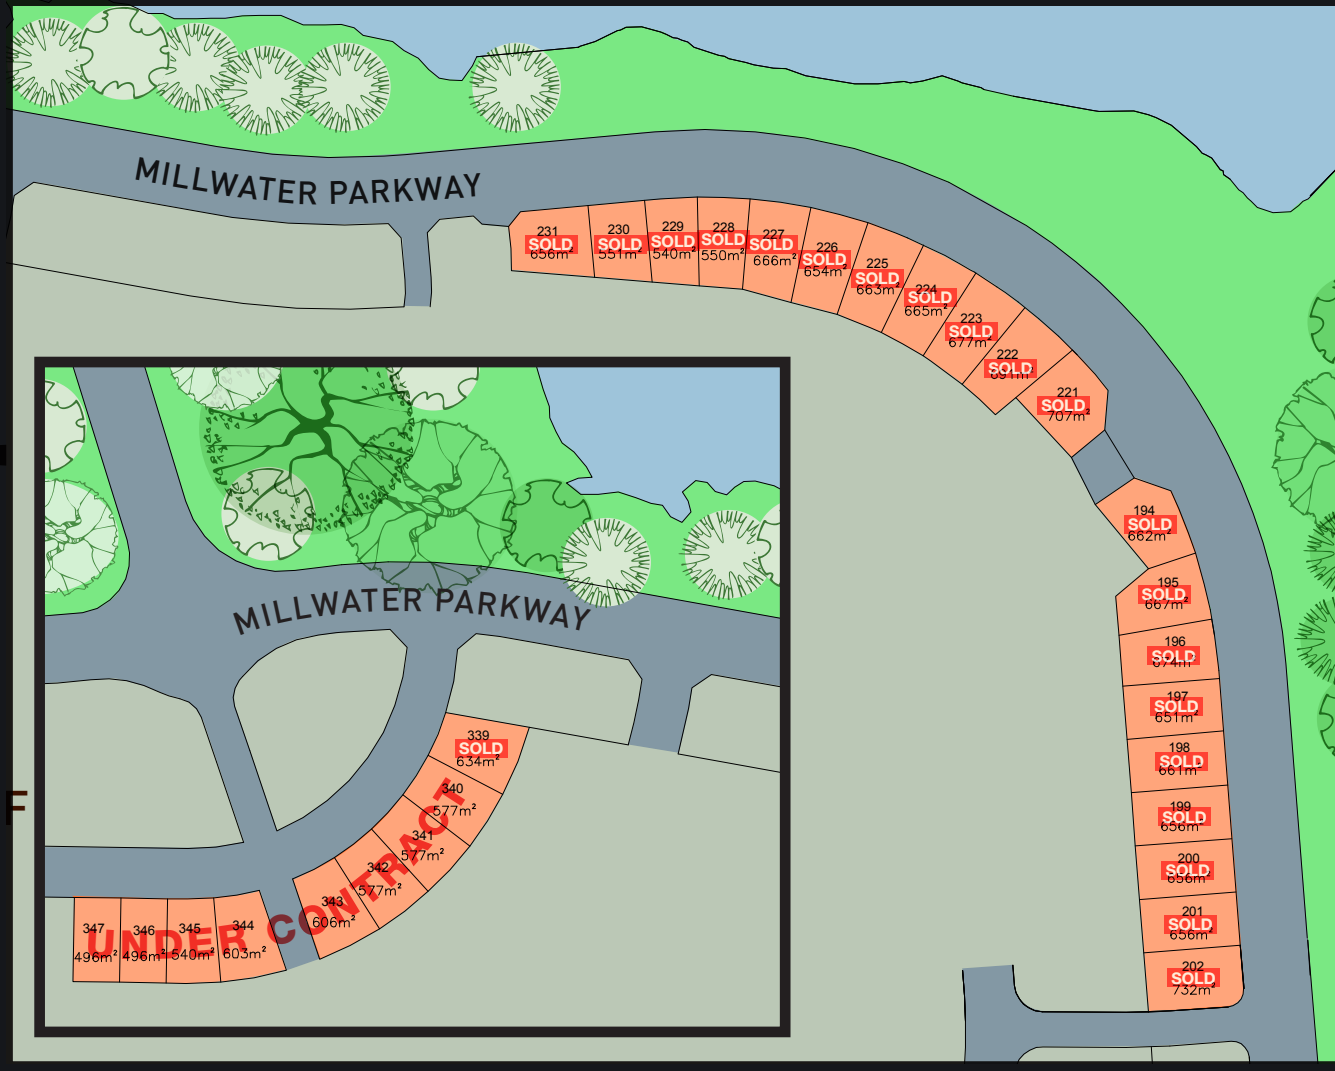 MILLWATER PARKWAY
231
SOLD
656m²
230
SOLD
551m²
229
SOLD
540m²
228
SOLD
550m²
227
SOLD
666m²
226
SOLD
654m²
225
SOLD
663m²
224
SOLD
665m²
223
SOLD
677m²
222
SOLD
691m²
221
SOLD
707m²
194
SOLD
662m²
195
SOLD
667m²
196
SOLD
674m²
197
SOLD
651m²
198
SOLD
661m²
199
SOLD
656m²
200
SOLD
656m²
201
SOLD
656m²
202
SOLD
732m²
MILLWATER PARKWAY
339
SOLD
634m²
340
577m²
341
577m²
342
577m²
343
606m²
344
603m²
345
540m²
346
496m²
347
496m²
UNDER CONTRACT
F